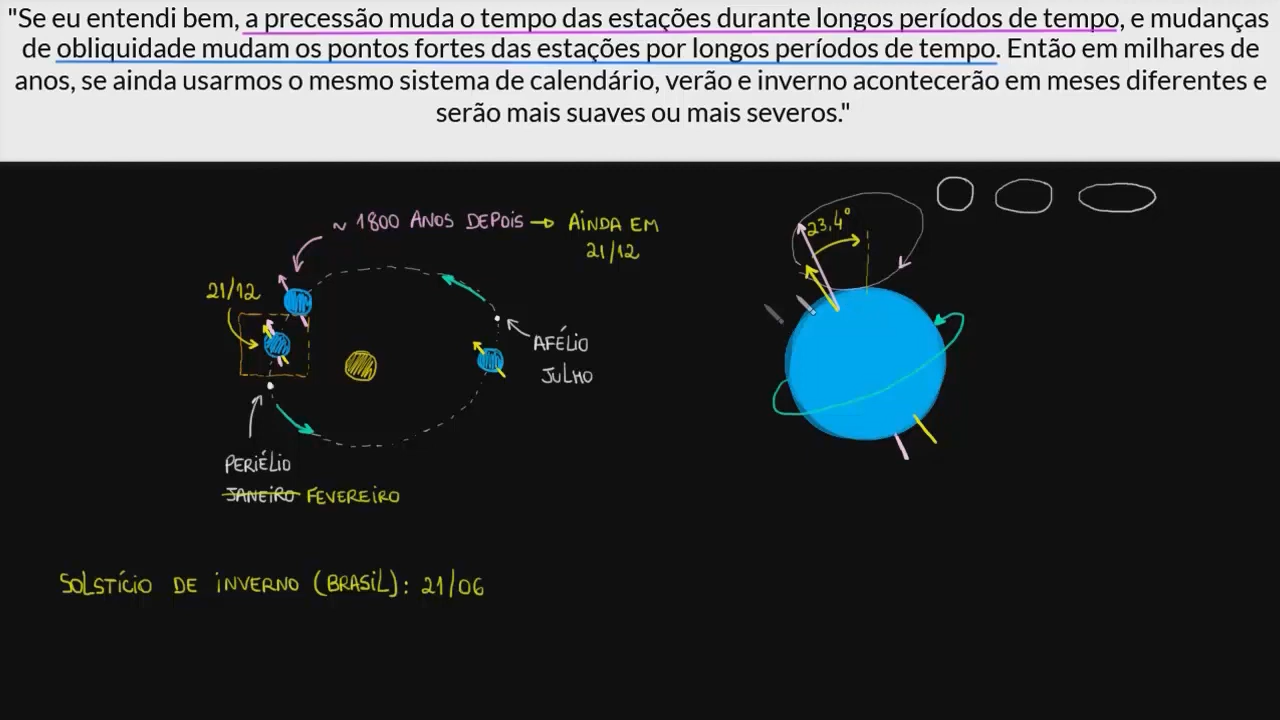 "Se eu entendi bem, a precessão muda o tempo das estações durante longos períodos de tempo, e mudanças
de obliquidade mudam os pontos fortes das estações por longos períodos de tempo. Então em milhares de
anos, se ainda usarmos o mesmo sistema de calendário, verão e inverno acontecerão em meses diferentes e
serão mais suaves ou mais severos."
~ 1800 ANOS DEPOIS → AINDA EM
21/12
23,4°
21/12
AFÉLIO
JULHO
PERIÉLIO
JANEIRO FEVEREIRO
SOLSTÍCIO DE INVERNO (BRASIL): 21/06